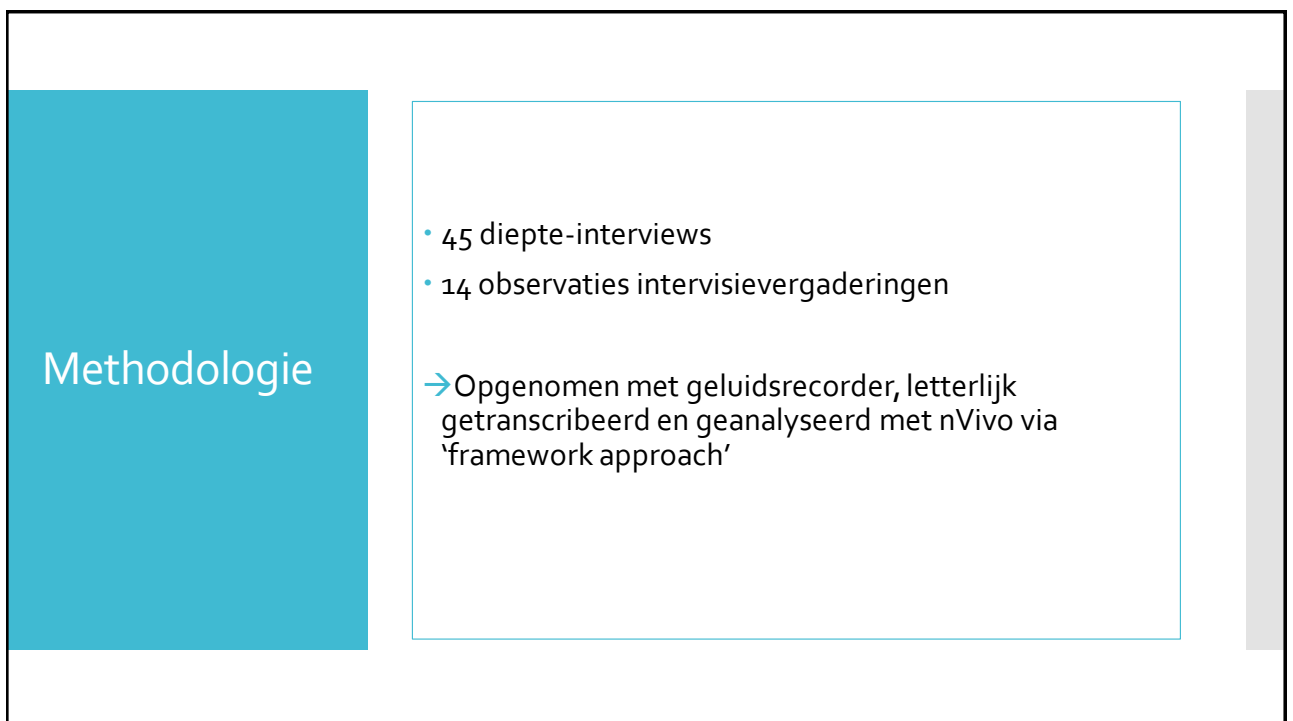 Methodologie
• 45 diepte-interviews
• 14 observaties intervisievergaderingen
→Opgenomen met geluidsrecorder, letterlijk
getranscribeerd en geanalyseerd met nVivo via
‘framework approach’